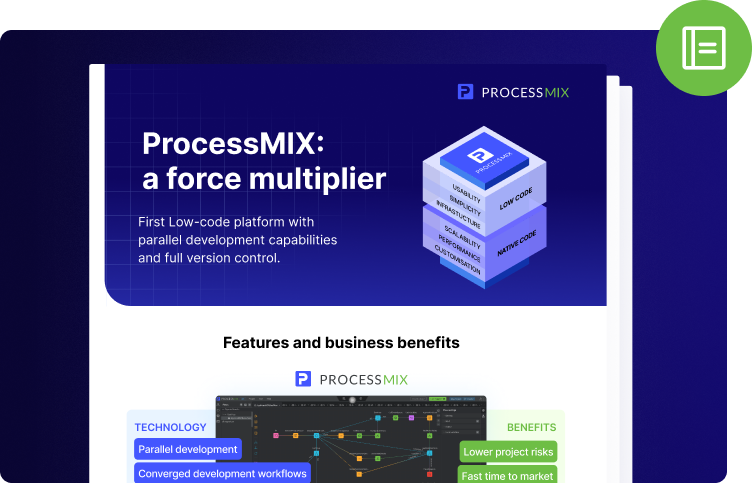 PROCESSMIX
ProcessMIX:
a force multiplier
First Low-code platform with
parallel development capabilities
and full version control.
PROCESSMIX
USABILITY
SIMPLICITY
INFRASTUCTURE
LOW CODE
SCALABILITY
PERFORMANCE
CUSTOMISATION
NATIVE CODE
Features and business benefits
PROCESSMIX
TECHNOLOGY
Parallel development
Converged development workflows
BENEFITS
Lower project risks
Fast time to market